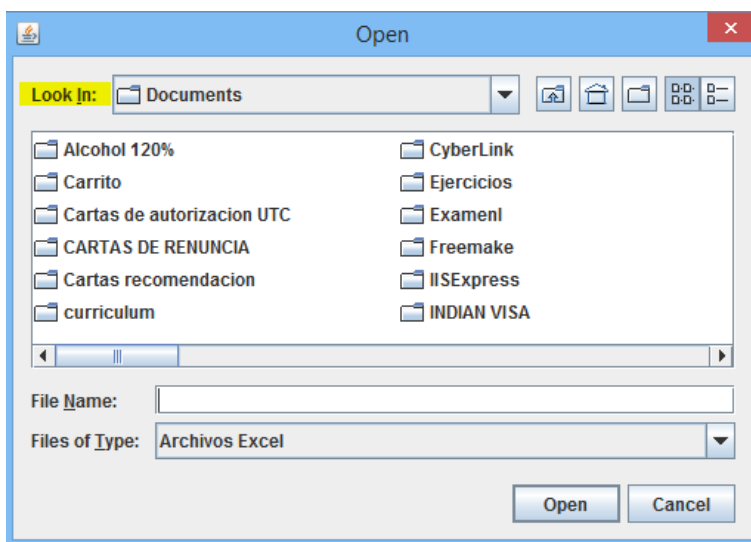 Open
Look In: Documents
Alcohol 120%
Carrito
Cartas de autorizacion UTC
CARTAS DE RENUNCIA
Cartas recomendacion
curriculum
CyberLink
Ejercicios
ExamenI
Freemake
IISExpress
INDIAN VISA
File Name:
Files of Type: Archivos Excel
Open Cancel